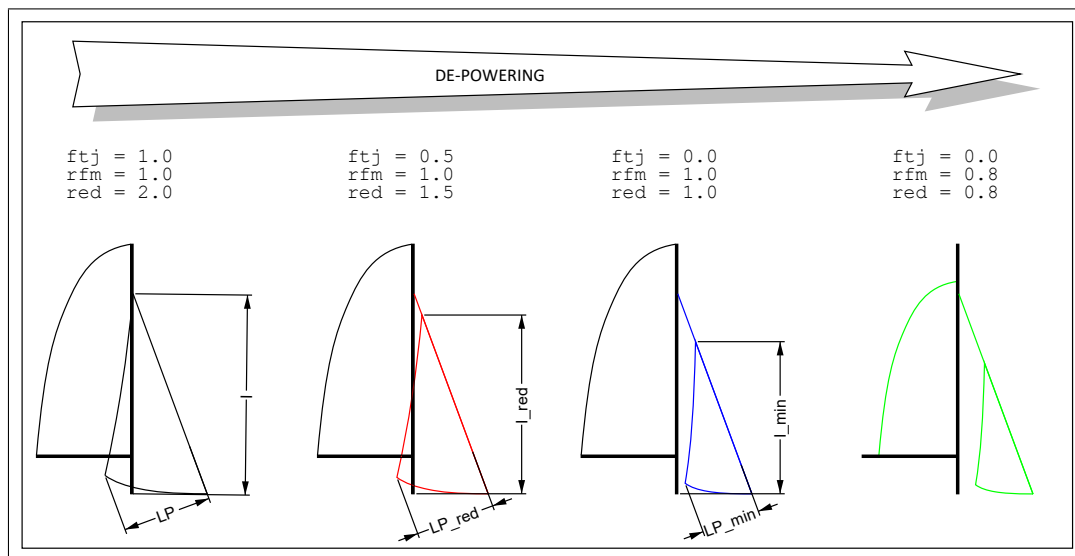 DE-POWERING
ftj = 1.0
rfm = 1.0
red = 2.0
ftj = 0.5
rfm = 1.0
red = 1.5
ftj = 0.0
rfm = 1.0
red = 1.0
ftj = 0.0
rfm = 0.8
red = 0.8
I
LP
I_red
LP_red
I_min
LP_min